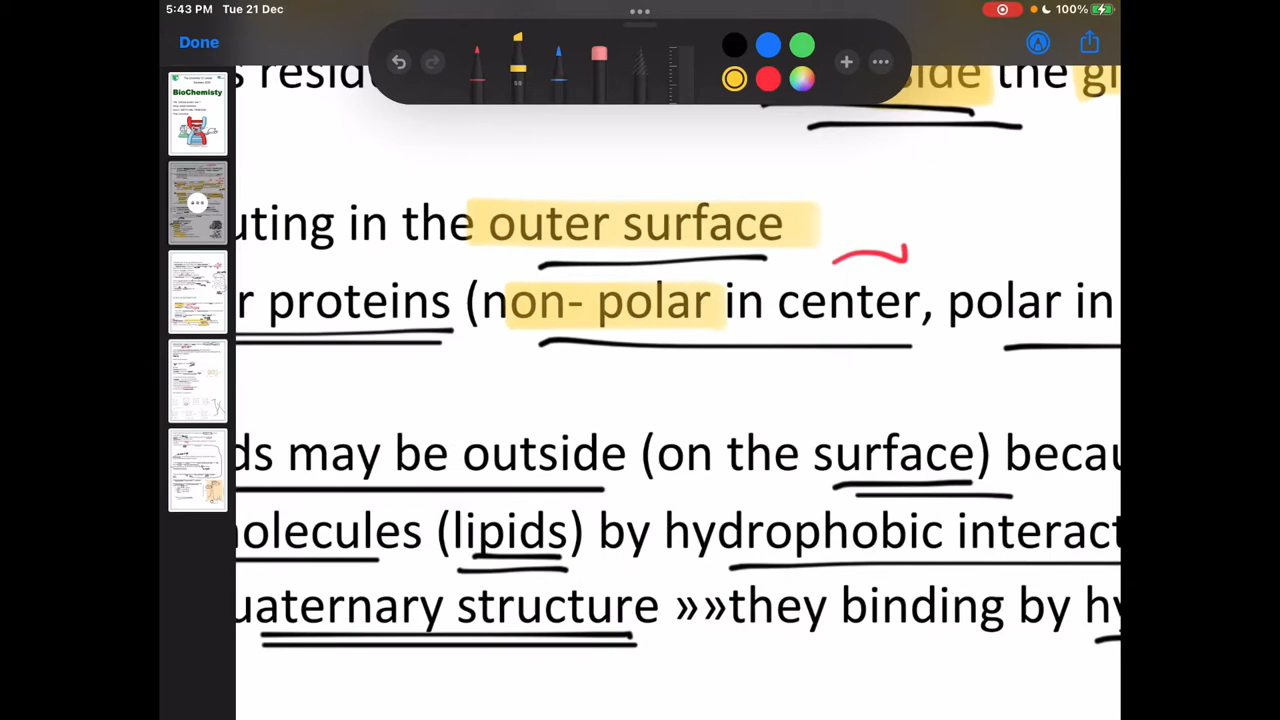 5:43 PM Tue 21 Dec
100%
Done
BioChemisty
s resid
side the
uting in the outer surface
r proteins (non- polar in center, polar in
ds may be outside (on the surface) becau
olecules (lipids) by hydrophobic interact
uaternary structure »»they binding by hy